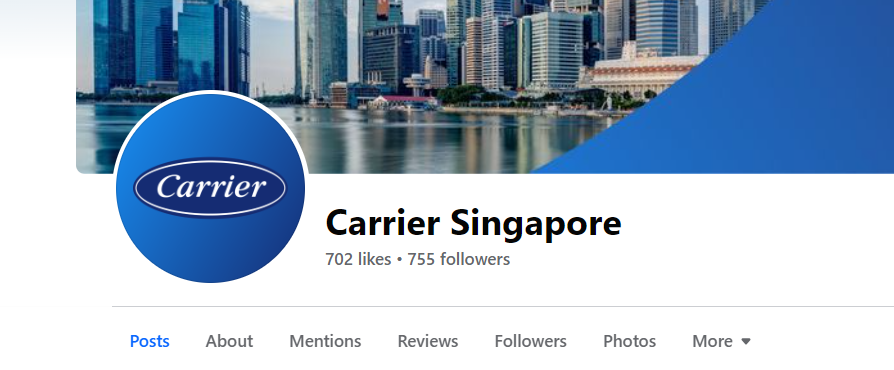 Carrier
Carrier Singapore
702 likes • 755 followers
Posts About Mentions Reviews Followers Photos More